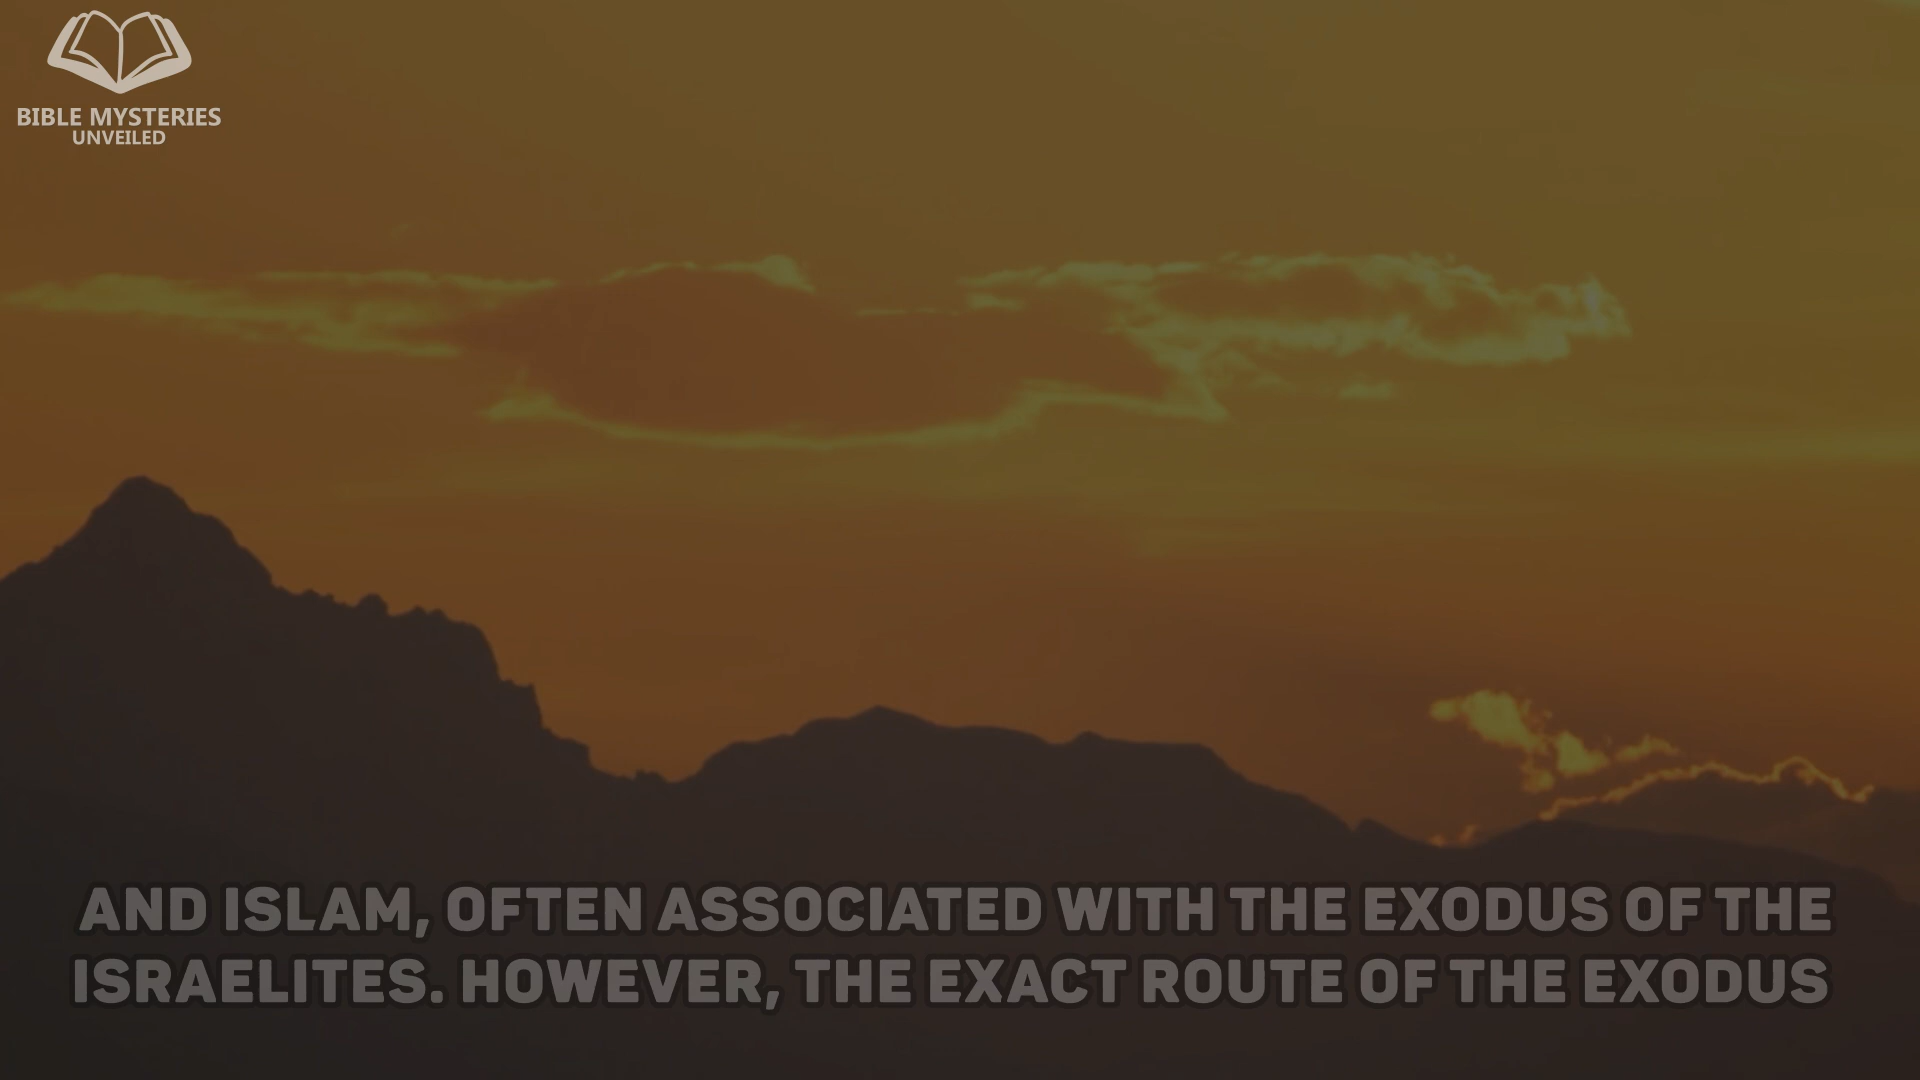 BIBLE MYSTERIES
UNVEILED
AND ISLAM, OFTEN ASSOCIATED WITH THE EXODUS OF THE
ISRAELITES. HOWEVER, THE EXACT ROUTE OF THE EXODUS